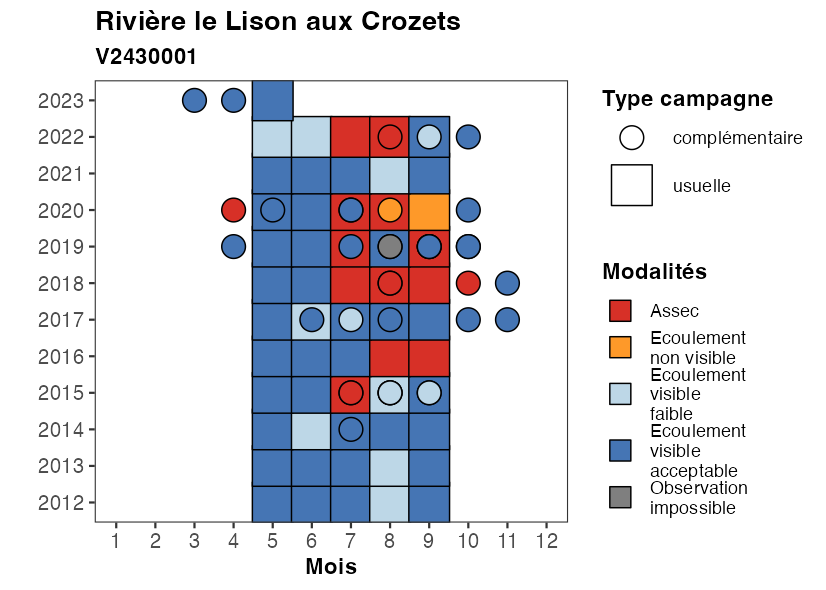 Rivière le Lison aux Crozets
V2430001
2023
2022
2021
2020
2019
2018
2017
2016
2015
2014
2013
2012
1 2 3 4 5 6 7 8 9 10 11 12
Mois
Type campagne
complémentaire
usuelle
Modalités
Assec
Ecoulement
non visible
Ecoulement
visible
faible
Ecoulement
visible
acceptable
Observation
impossible